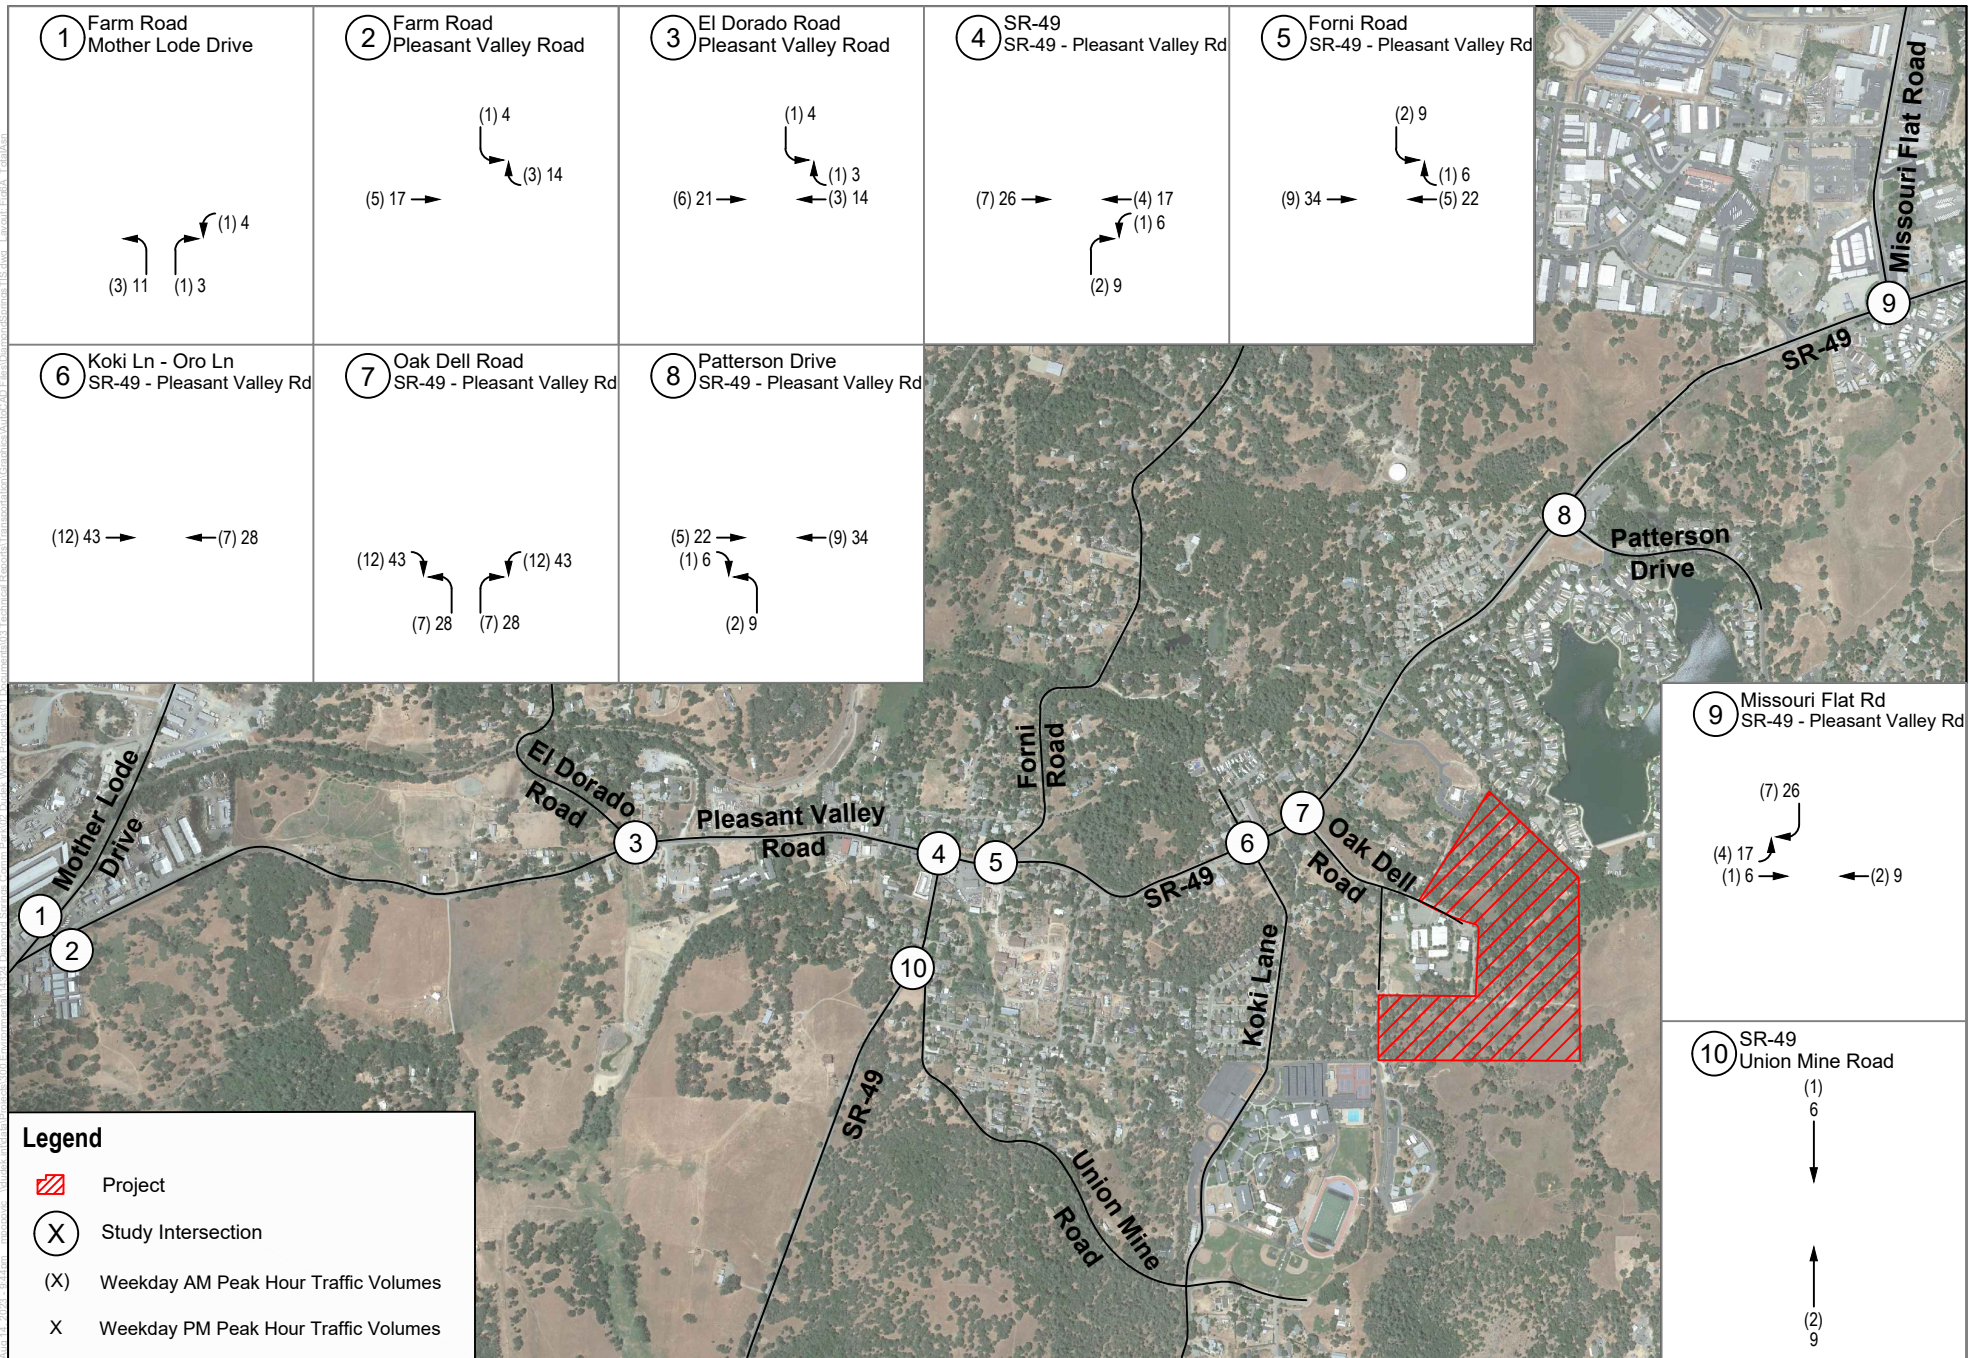 1
Farm Road
Mother Lode Drive
(1) 4
(3) 11
(1) 3
2
Farm Road
Pleasant Valley Road
(1) 4
(3) 14
(5) 17
3
El Dorado Road
Pleasant Valley Road
(1) 4
(1) 3
(6) 21
(3) 14
4
SR-49
SR-49 - Pleasant Valley Rd
(7) 26
(4) 17
(1) 6
(2) 9
5
Forni Road
SR-49 - Pleasant Valley Rd
(2) 9
(1) 6
(9) 34
(5) 22
6
Koki Ln - Oro Ln
SR-49 - Pleasant Valley Rd
(12) 43
(7) 28
7
Oak Dell Road
SR-49 - Pleasant Valley Rd
(12) 43
(12) 43
(7) 28
(7) 28
8
Patterson Drive
SR-49 - Pleasant Valley Rd
(5) 22
(9) 34
(1) 6
(2) 9
Missouri Flat Road
9
SR-49
8
Patterson
Drive
9
Missouri Flat Rd
SR-49 - Pleasant Valley Rd
(7) 26
(4) 17
(1) 6
(2) 9
10
SR-49
Union Mine Road
(1)
6
(2)
9
Mother Lode
Drive
1
2
El Dorado
Road
3
Pleasant Valley
Road
4
5
Forni
Road
SR-49
6
7
Oak Dell
Road
Koki Lane
10
SR-49
Union Mine
Road
Legend
Project
X
Study Intersection
(X)
Weekday AM Peak Hour Traffic Volumes
X
Weekday PM Peak Hour Traffic Volumes